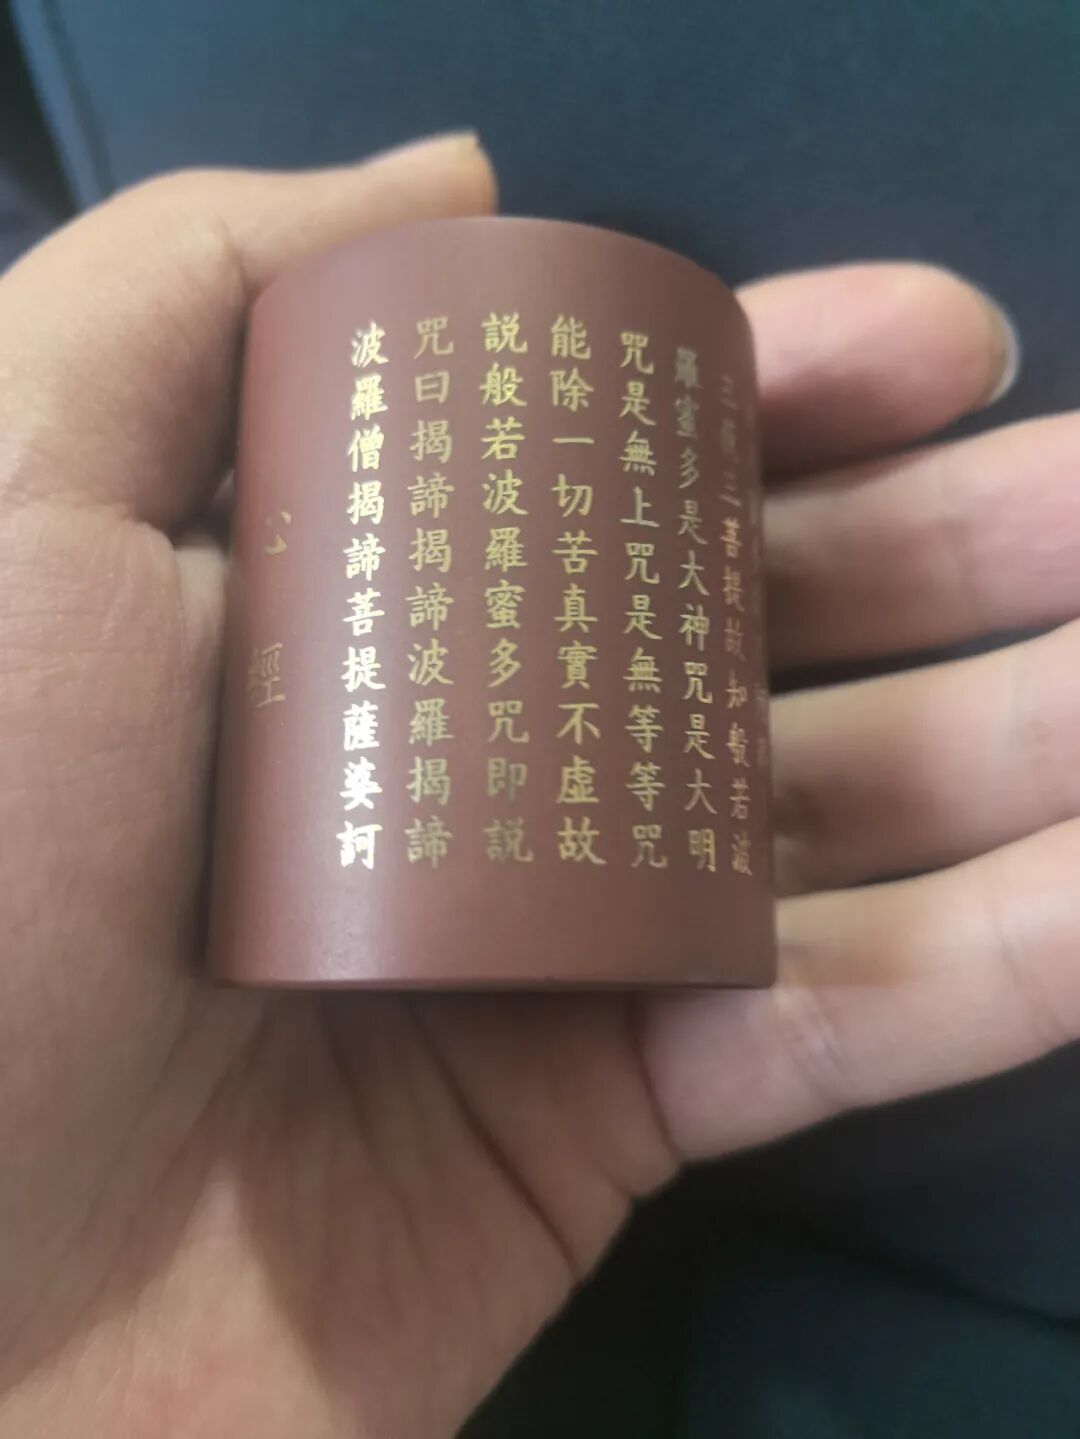 三藐三菩提故知般若波
羅蜜多是大神咒是大明
咒是無上咒是無等等咒
能除一切苦真實不虛故
説般若波羅蜜多咒即説
咒曰揭諦揭諦波羅揭諦
波羅僧揭諦菩提薩婆訶
心經